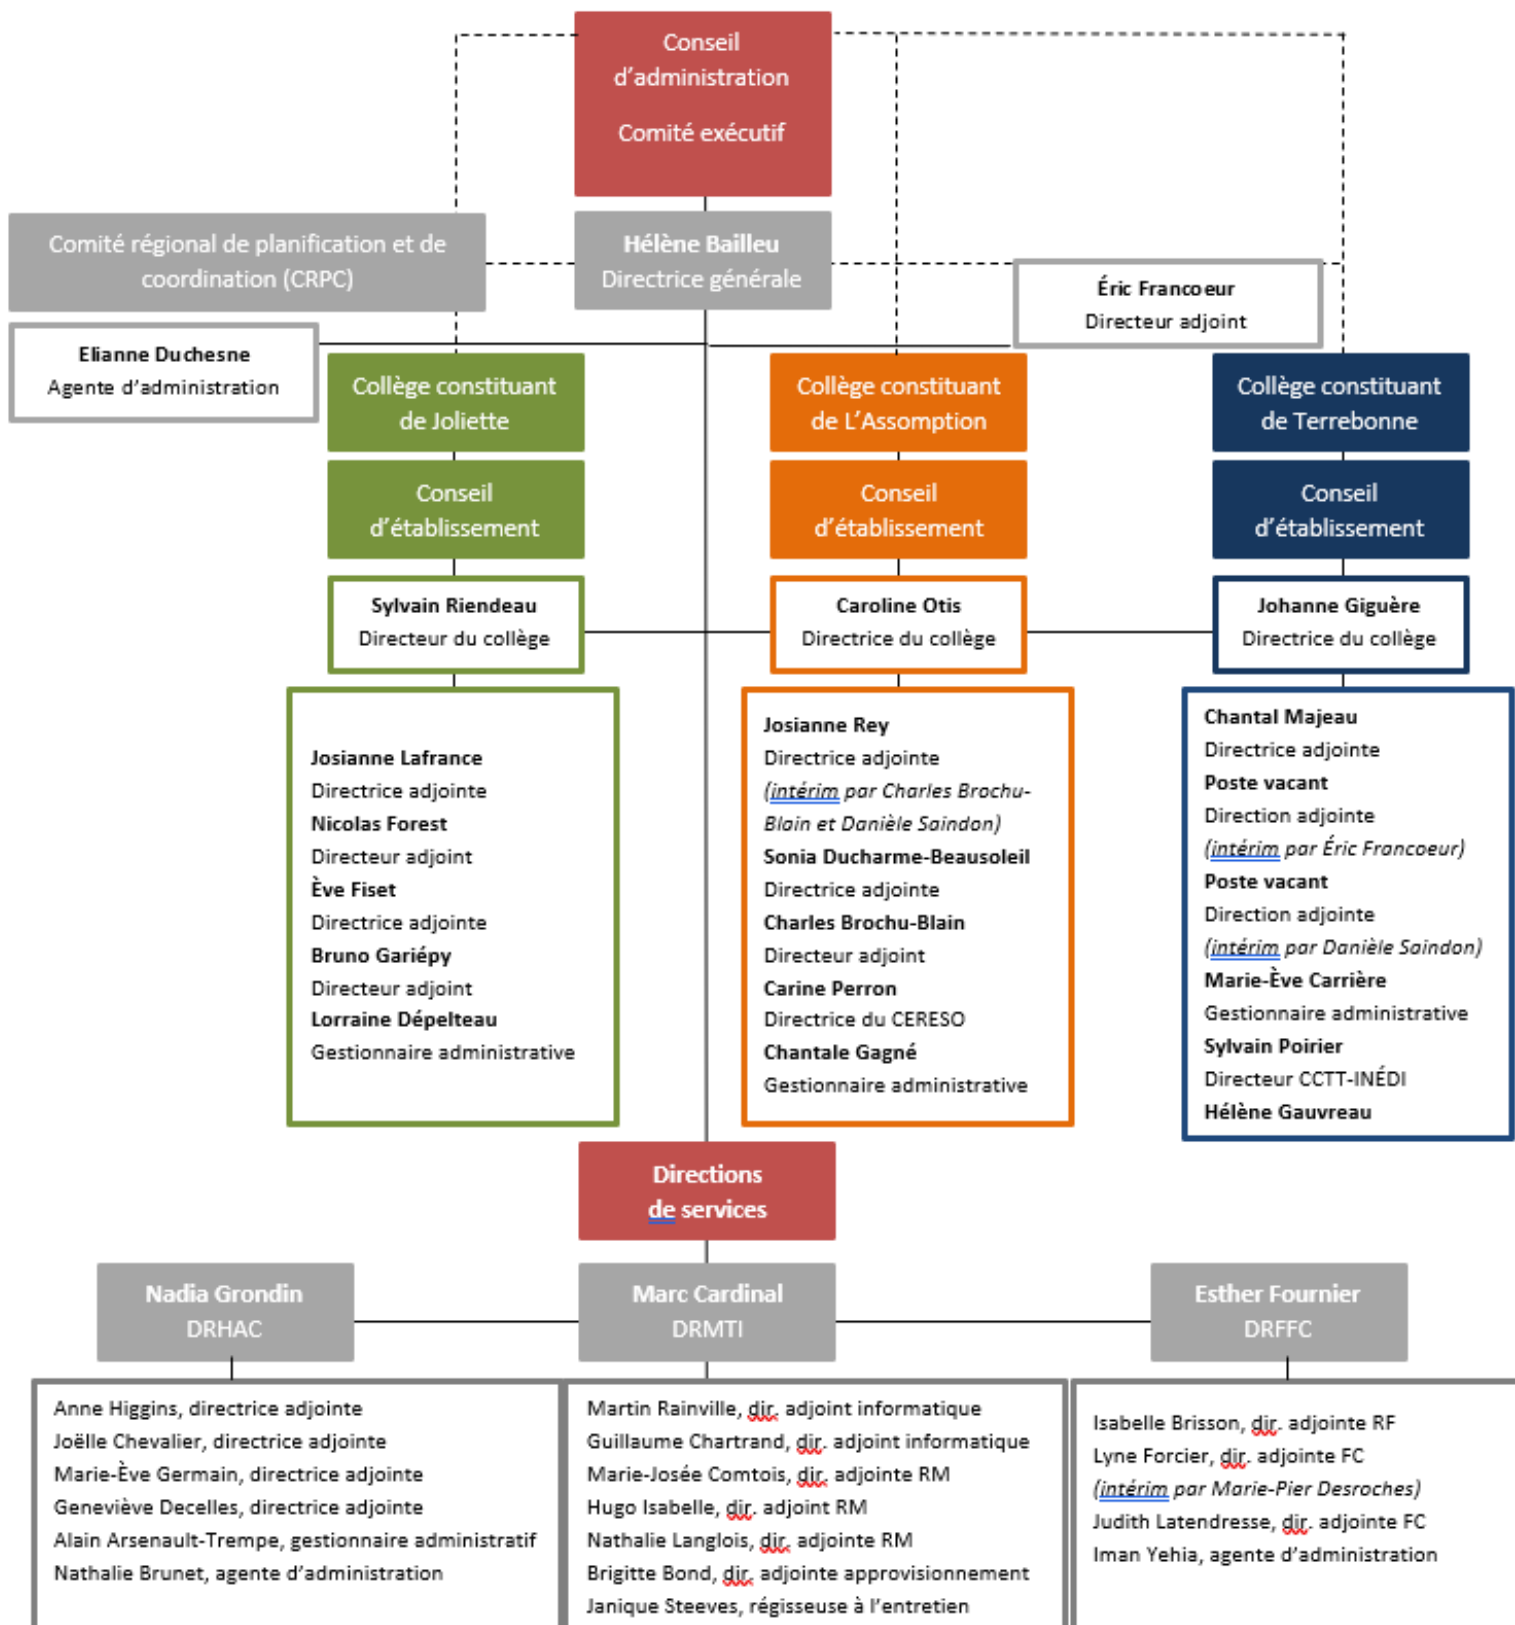 Conseil
d'administration
Comité exécutif
Comité régional de planification et de
coordination (CRPC)
Hélène Bailleu
Directrice générale
Éric Francoeur
Directeur adjoint
Elianne Duchesne
Agente d'administration
Collège constituant
de Joliette
Conseil
d'établissement
Sylvain Riendeau
Directeur du collège
Josianne Lafrance
Directrice adjointe
Nicolas Forest
Directeur adjoint
Ève Fiset
Directrice adjointe
Bruno Gariépy
Directeur adjoint
Lorraine Dépelteau
Gestionnaire administrative
Collège constituant
de L'Assomption
Conseil
d'établissement
Caroline Otis
Directrice du collège
Josianne Rey
Directrice adjointe
(intérim par Charles Brochu-
Blain et Danièle Saindon)
Sonia Ducharme-Beausoleil
Directrice adjointe
Charles Brochu-Blain
Directeur adjoint
Carine Perron
Directrice du CERESO
Chantale Gagné
Gestionnaire administrative
Collège constituant
de Terrebonne
Conseil
d'établissement
Johanne Giguère
Directrice du collège
Chantal Majeau
Directrice adjointe
Poste vacant
Direction adjointe
(intérim par Éric Francoeur)
Poste vacant
Direction adjointe
(intérim par Danièle Saindon)
Marie-Ève Carrière
Gestionnaire administrative
Sylvain Poirier
Directeur CCTT-INÉDI
Hélène Gauvreau
Directions
de services
Nadia Grondin
DRHAC
Anne Higgins, directrice adjointe
Joëlle Chevalier, directrice adjointe
Marie-Ève Germain, directrice adjointe
Geneviève Decelles, directrice adjointe
Alain Arsenault-Trempe, gestionnaire administratif
Nathalie Brunet, agente d'administration
Marc Cardinal
DRMTI
Martin Rainville, dir. adjoint informatique
Guillaume Chartrand, dir. adjoint informatique
Marie-Josée Comtois, dir. adjointe RM
Hugo Isabelle, dir. adjoint RM
Nathalie Langlois, dir. adjointe RM
Brigitte Bond, dir. adjointe approvisionnement
Janique Steeves, régisseuse à l'entretien
Esther Fournier
DRFFC
Isabelle Brisson, dir. adjointe RF
Lyne Forcier, dir. adjointe FC
(intérim par Marie-Pier Desroches)
Judith Latendresse, dir. adjointe FC
Iman Yehia, agente d'administration